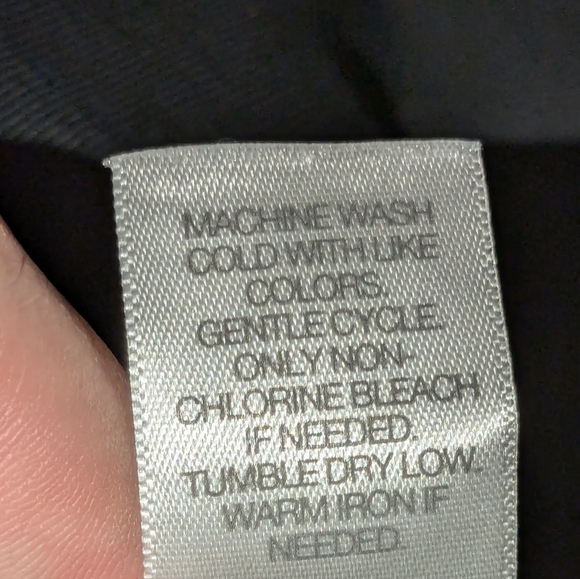 MACHINE WASH
COLD WITH LIKE
COLORS.
GENTLE CYCLE.
ONLY NON-
CHLORINE BLEACH
IF NEEDED.
TUMBLE DRY LOW.
WARM IRON IF
NEEDED.